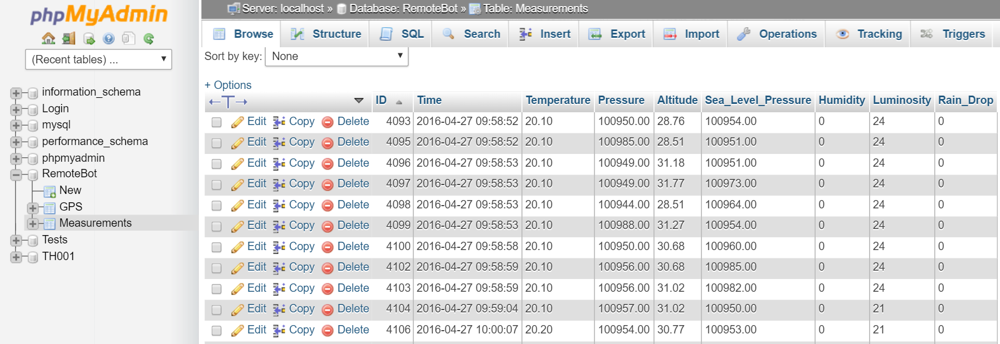 phpMyAdmin
(Recent tables) ...
information_schema
Login
mysql
performance_schema
phpmyadmin
RemoteBot
New
GPS
Measurements
Tests
TH001
Server: localhost » Database: RemoteBot » Table: Measurements
Browse Structure SQL Search Insert Export Import Operations Tracking Triggers
Sort by key: None
+ Options
ID Time Temperature Pressure Altitude Sea_Level_Pressure Humidity Luminosity Rain_Drop
Edit Copy Delete 4093 2016-04-27 09:58:52 20.10 100950.00 28.76 100954.00 0 24 0
Edit Copy Delete 4095 2016-04-27 09:58:52 20.10 100985.00 28.51 100951.00 0 24 0
Edit Copy Delete 4096 2016-04-27 09:58:53 20.10 100949.00 31.18 100951.00 0 24 0
Edit Copy Delete 4097 2016-04-27 09:58:53 20.10 100949.00 31.77 100973.00 0 24 0
Edit Copy Delete 4098 2016-04-27 09:58:53 20.10 100944.00 28.51 100964.00 0 24 0
Edit Copy Delete 4099 2016-04-27 09:58:53 20.10 100988.00 31.27 100954.00 0 24 0
Edit Copy Delete 4100 2016-04-27 09:58:58 20.10 100950.00 30.68 100960.00 0 24 0
Edit Copy Delete 4102 2016-04-27 09:58:59 20.10 100956.00 30.68 100985.00 0 24 0
Edit Copy Delete 4103 2016-04-27 09:58:59 20.10 100956.00 31.02 100982.00 0 24 0
Edit Copy Delete 4104 2016-04-27 09:59:04 20.10 100957.00 31.02 100950.00 0 21 0
Edit Copy Delete 4106 2016-04-27 10:00:07 20.20 100954.00 30.77 100953.00 0 21 0